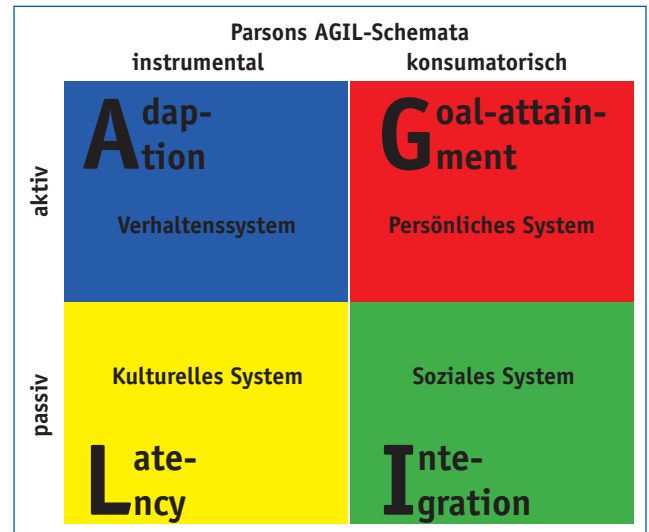 Parsons AGIL-Schemata
instrumental konsumatorisch
aktiv
Adap-
tion
Verhaltenssystem
Goal-attain-
ment
Persönliches System
passiv
Kulturelles System
Late-
ncy
Soziales System
Inte-
gration